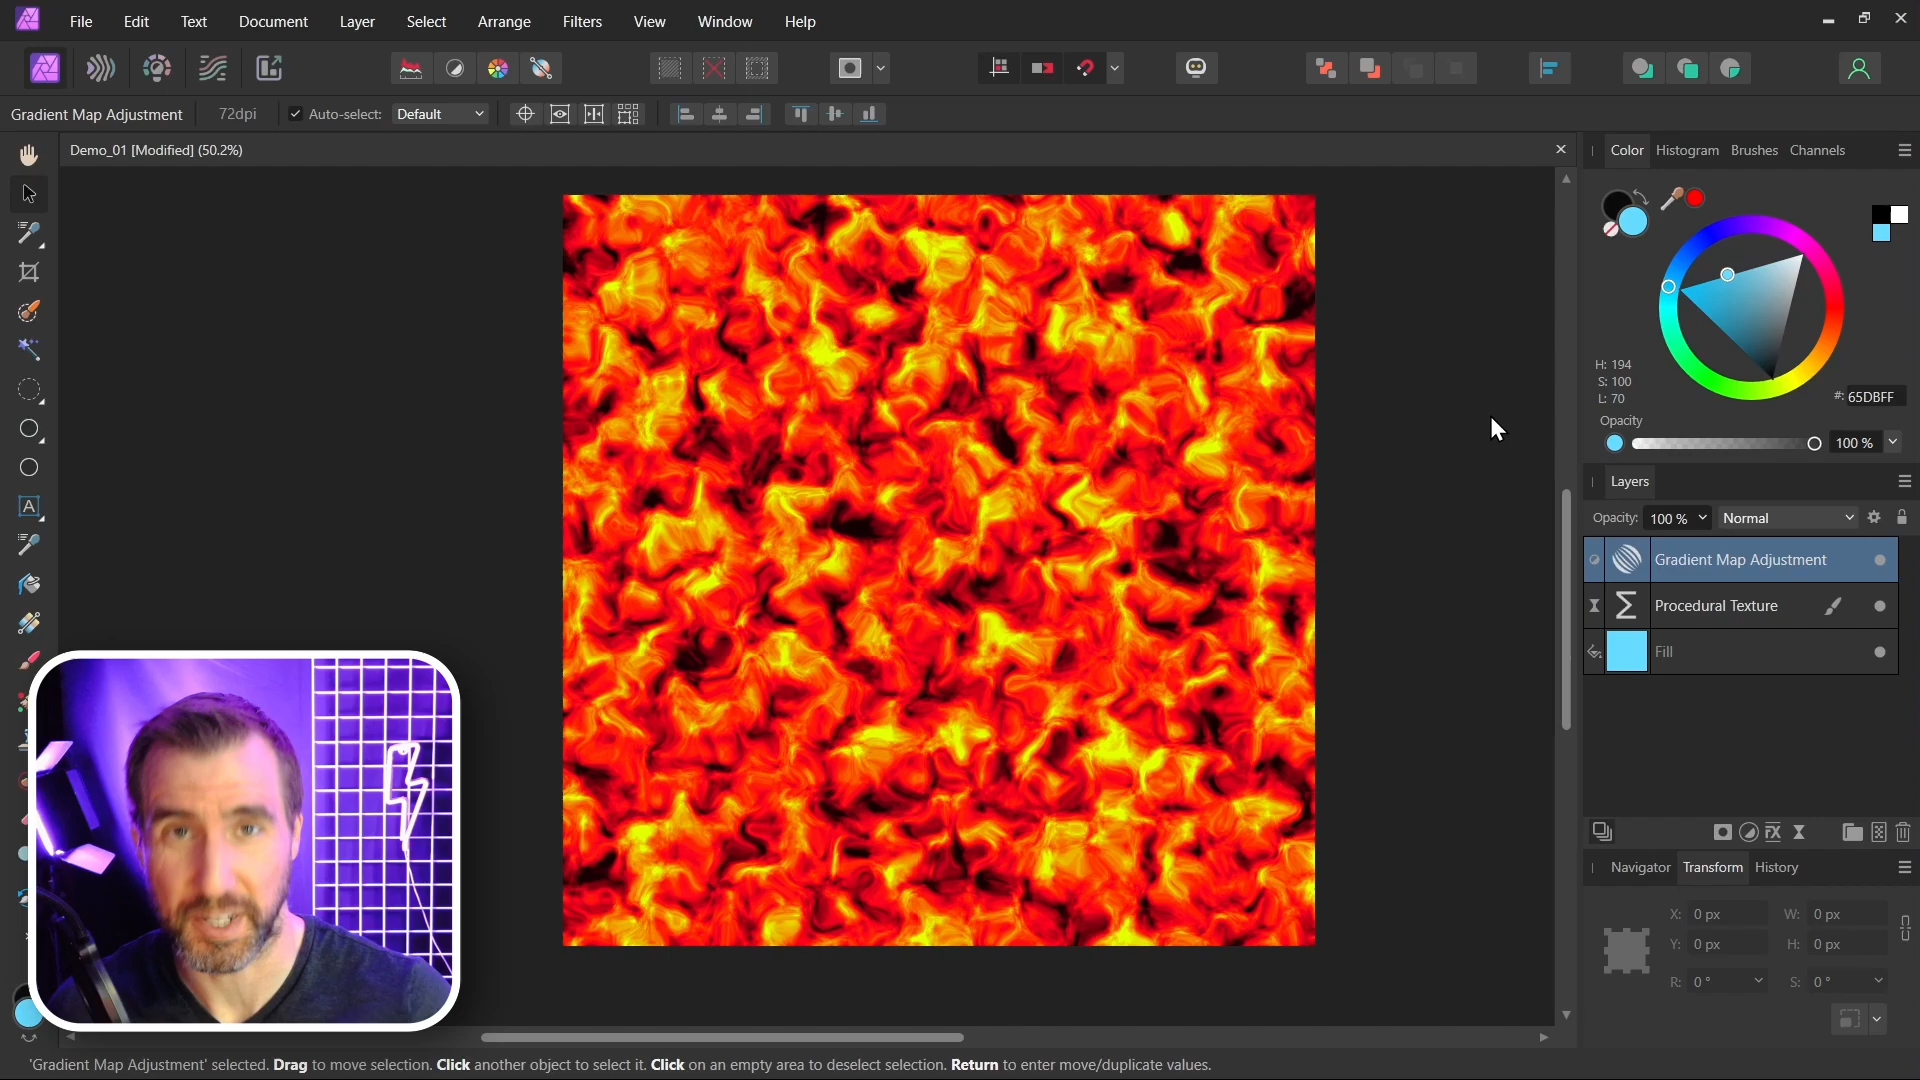 File Edit Text Document Layer Select Arrange Filters View Window Help
Gradient Map Adjustment 72dpi Auto-select: Default
Demo_01 [Modified] (50.2%)
Color Histogram Brushes Channels
H: 194
S: 100
L: 70
#: 65DBFF
Opacity
100 %
Layers
Opacity: 100 % Normal
Gradient Map Adjustment
Procedural Texture
Fill
A
FX
Navigator Transform History
X: 0 px W: 0 px
Y: 0 px H: 0 px
R: 0 ° S: 0 °
'Gradient Map Adjustment' selected. Drag to move selection. Click another object to select it. Click on an empty area to deselect selection. Return to enter move/duplicate values.